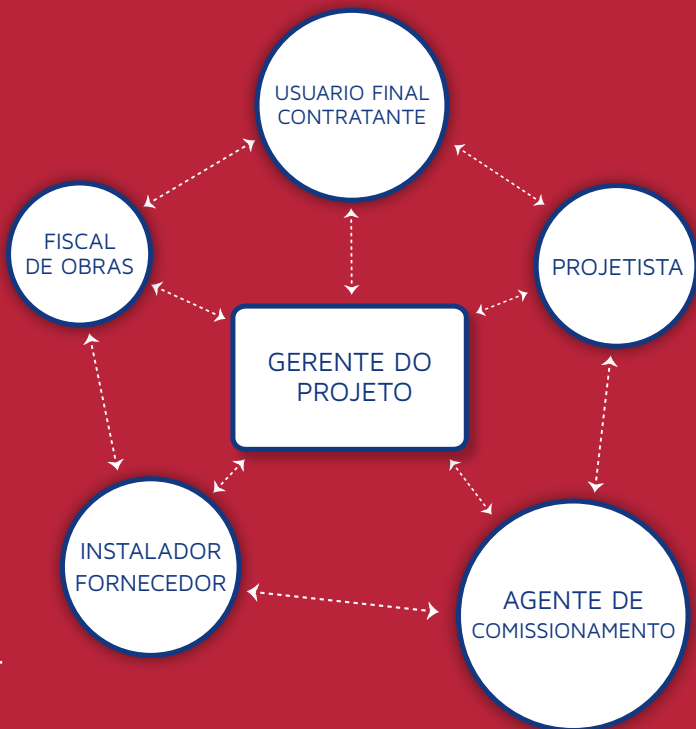 USUARIO FINAL
CONTRATANTE
FISCAL
DE OBRAS
PROJETISTA
GERENTE DO
PROJETO
INSTALADOR
FORNECEDOR
AGENTE DE
COMISSIONAMENTO